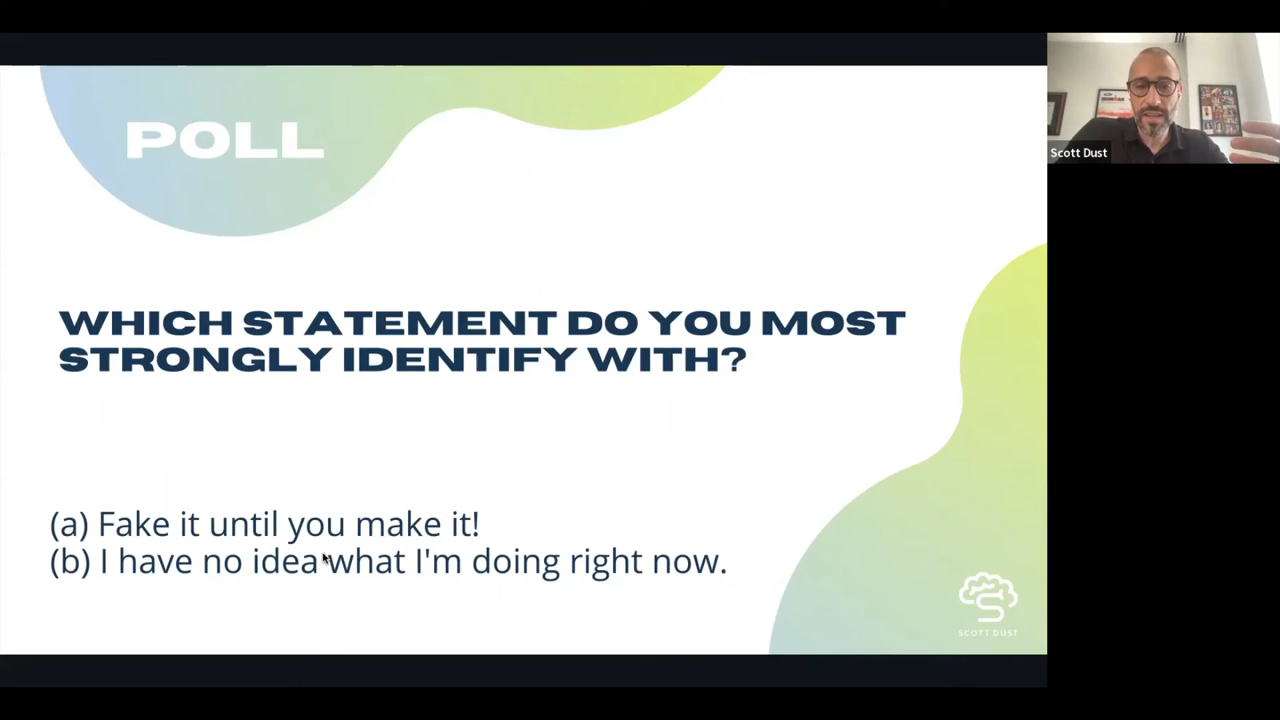 POLL
WHICH STATEMENT DO YOU MOST
STRONGLY IDENTIFY WITH?
(a) Fake it until you make it!
(b) I have no idea what I'm doing right now.
SCOTT DUST
Scott Dust